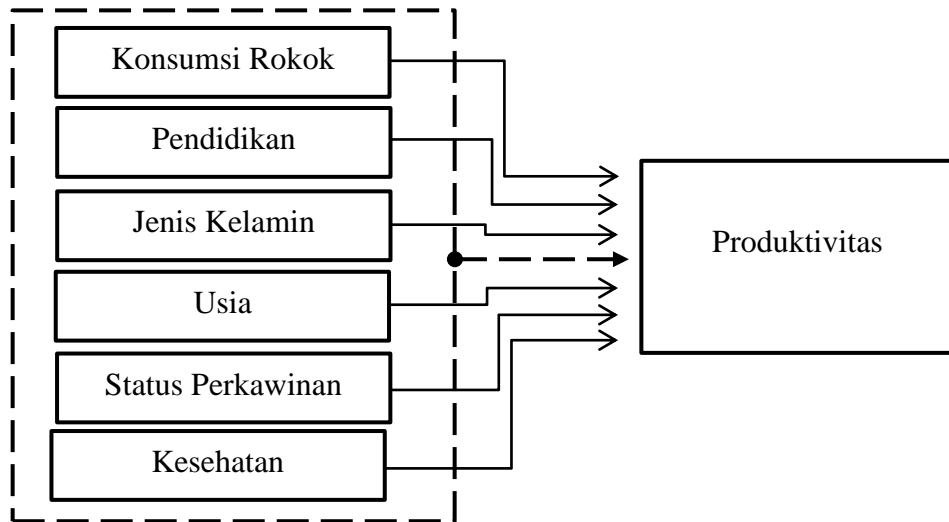 Konsumsi Rokok
Pendidikan
Jenis Kelamin
Usia
Status Perkawinan
Kesehatan
Produktivitas